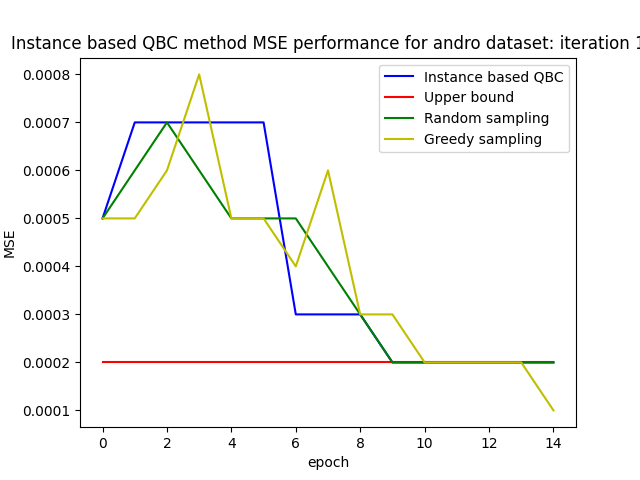 Instance based QBC method MSE performance for andro dataset: iteration 1
Instance based QBC
Upper bound
Random sampling
Greedy sampling
0.0008
0.0007
0.0006
0.0005
0.0004
0.0003
0.0002
0.0001
MSE
0 2 4 6 8 10 12 14
epoch